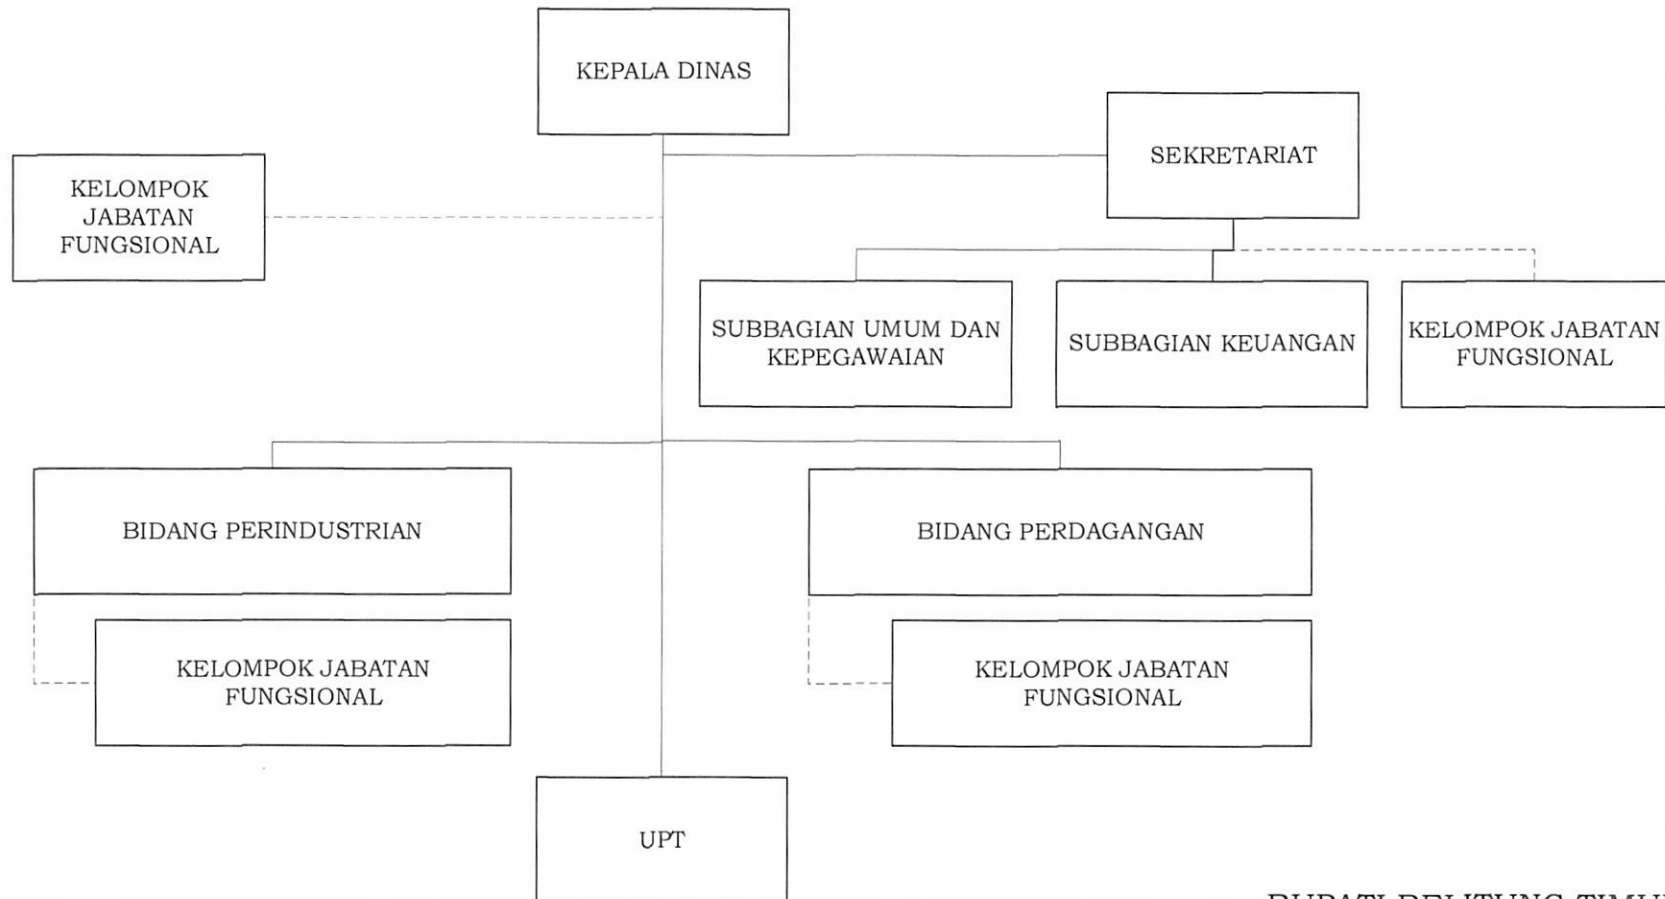 KEPALA DINAS
SEKRETARIAT
KELOMPOK
JABATAN
FUNGSIONAL
SUBBAGIAN UMUM DAN
KEPEGAWAIAN
SUBBAGIAN KEUANGAN
KELOMPOK JABATAN
FUNGSIONAL
BIDANG PERINDUSTRIAN
BIDANG PERDAGANGAN
KELOMPOK JABATAN
FUNGSIONAL
KELOMPOK JABATAN
FUNGSIONAL
UPT